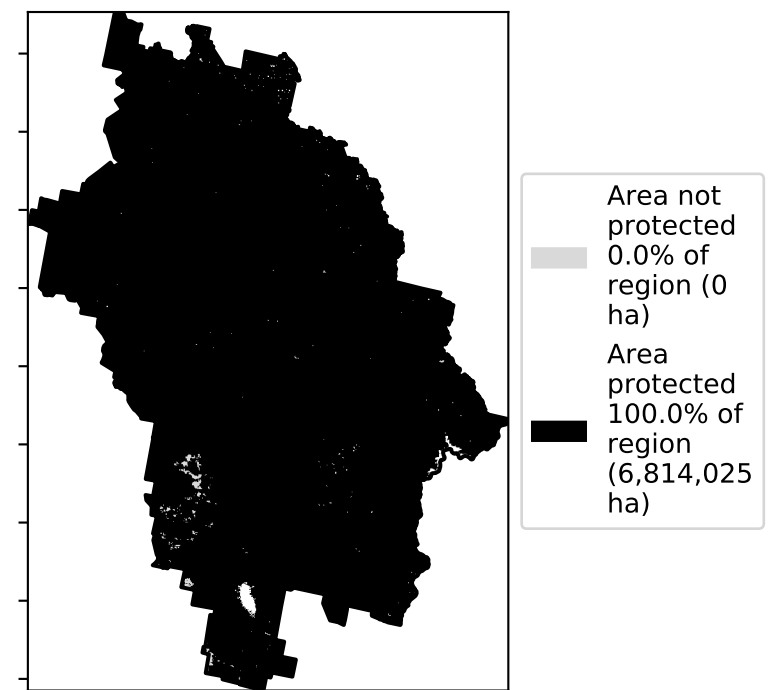 Area not
protected
0.0% of
region (0
ha)
Area
protected
100.0% of
region
(6,814,025
ha)